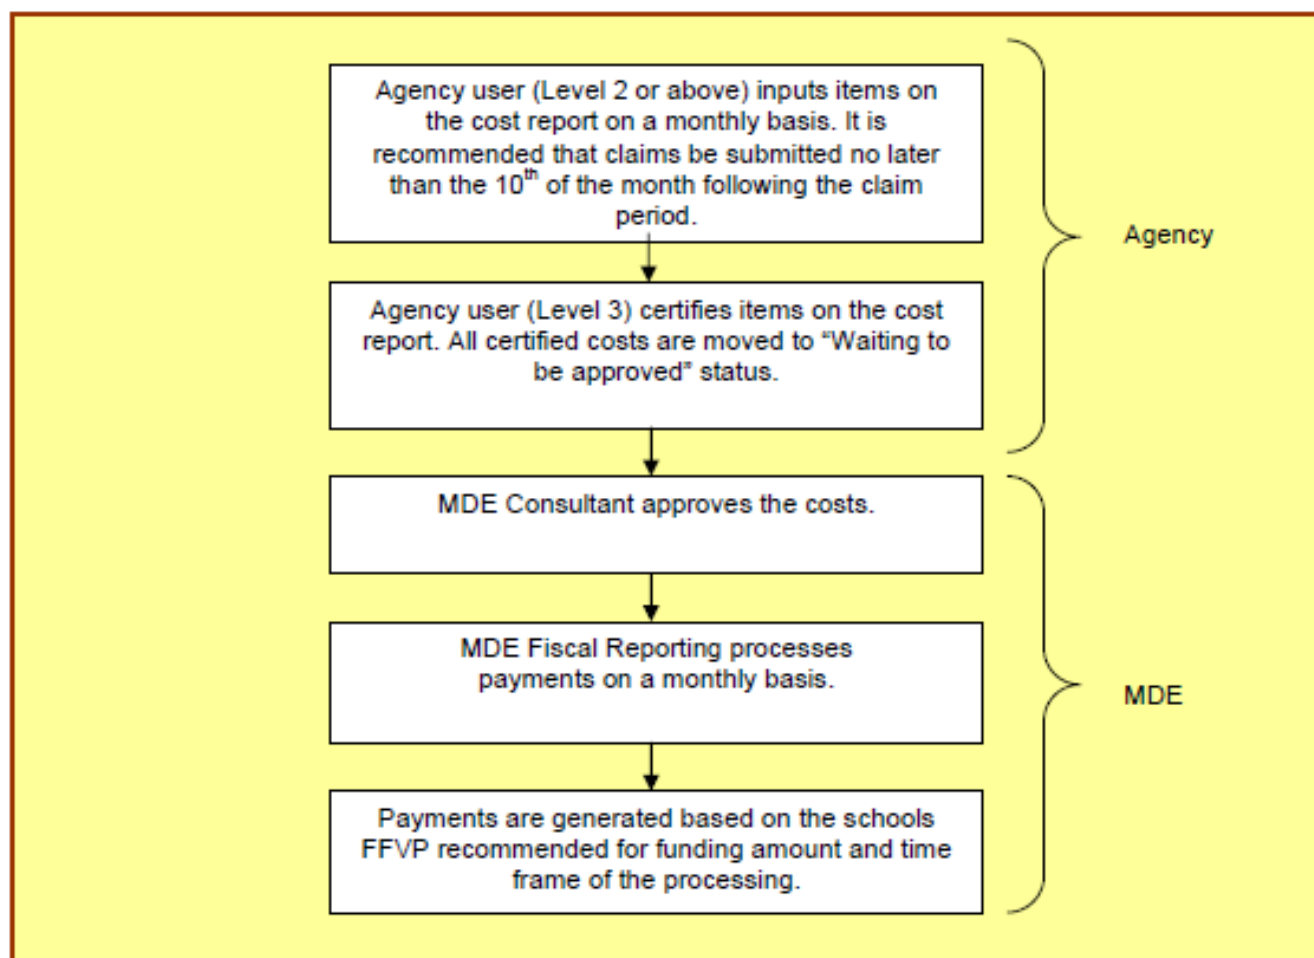 Agency user (Level 2 or above) inputs items on
the cost report on a monthly basis. It is
recommended that claims be submitted no later
than the 10th of the month following the claim
period.
Agency
Agency user (Level 3) certifies items on the cost
report. All certified costs are moved to “Waiting to
be approved” status.
MDE Consultant approves the costs.
MDE Fiscal Reporting processes
payments on a monthly basis.
MDE
Payments are generated based on the schools
FFVP recommended for funding amount and time
frame of the processing.